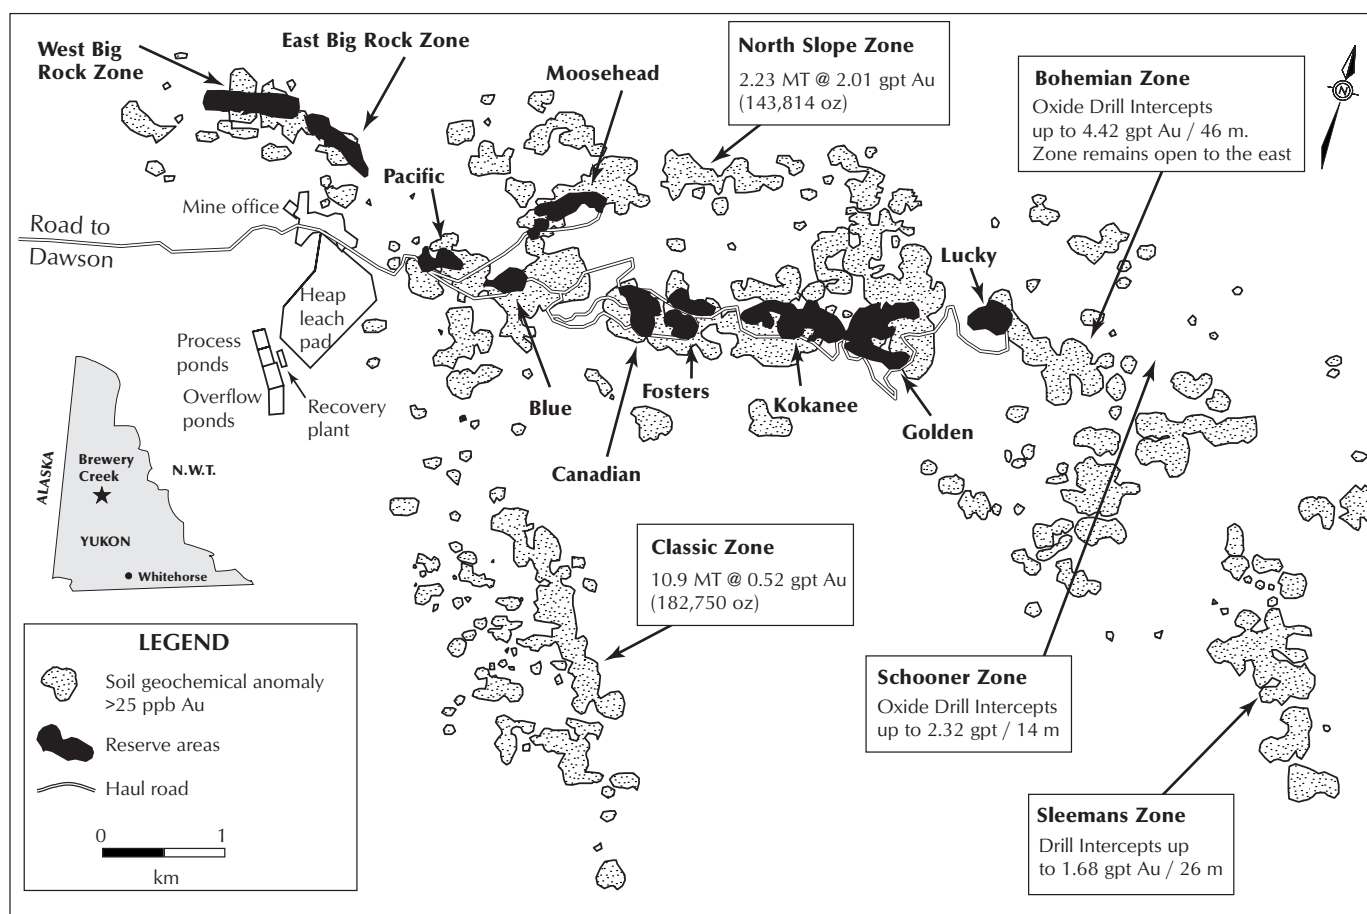 West Big
Rock Zone
East Big Rock Zone
Moosehead
North Slope Zone
2.23 MT @ 2.01 gpt Au
(143,814 oz)
Bohemian Zone
Oxide Drill Intercepts
up to 4.42 gpt Au / 46 m.
Zone remains open to the east
N
Pacific
Mine office
Road to
Dawson
Lucky
Heap
leach
pad
Process
ponds
Overflow
ponds
Recovery
plant
Blue
Fosters
Kokanee
Golden
Canadian
ALASKA
Brewery
Creek
N.W.T.
YUKON
Whitehorse
Classic Zone
10.9 MT @ 0.52 gpt Au
(182,750 oz)
Schooner Zone
Oxide Drill Intercepts
up to 2.32 gpt / 14 m
Sleemans Zone
Drill Intercepts up
to 1.68 gpt Au / 26 m
LEGEND
Soil geochemical anomaly
>25 ppb Au
Reserve areas
Haul road
0 1
km